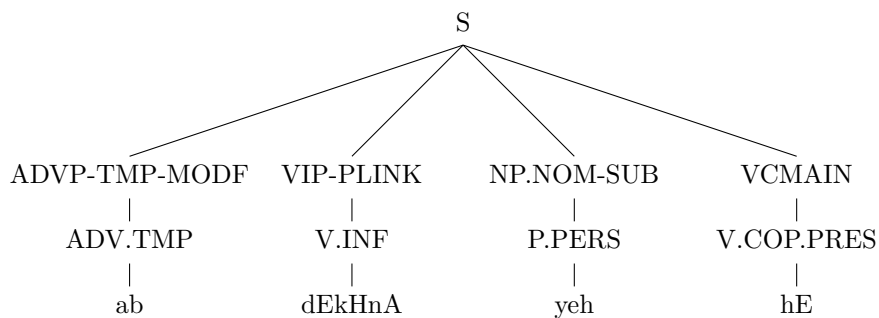 S
ADVP-TMP-MODF VIP-PLINK NP.NOM-SUB VCMAIN
ADV.TMP V.INF P.PERS V.COP.PRES
ab dEkHnA yeh hE